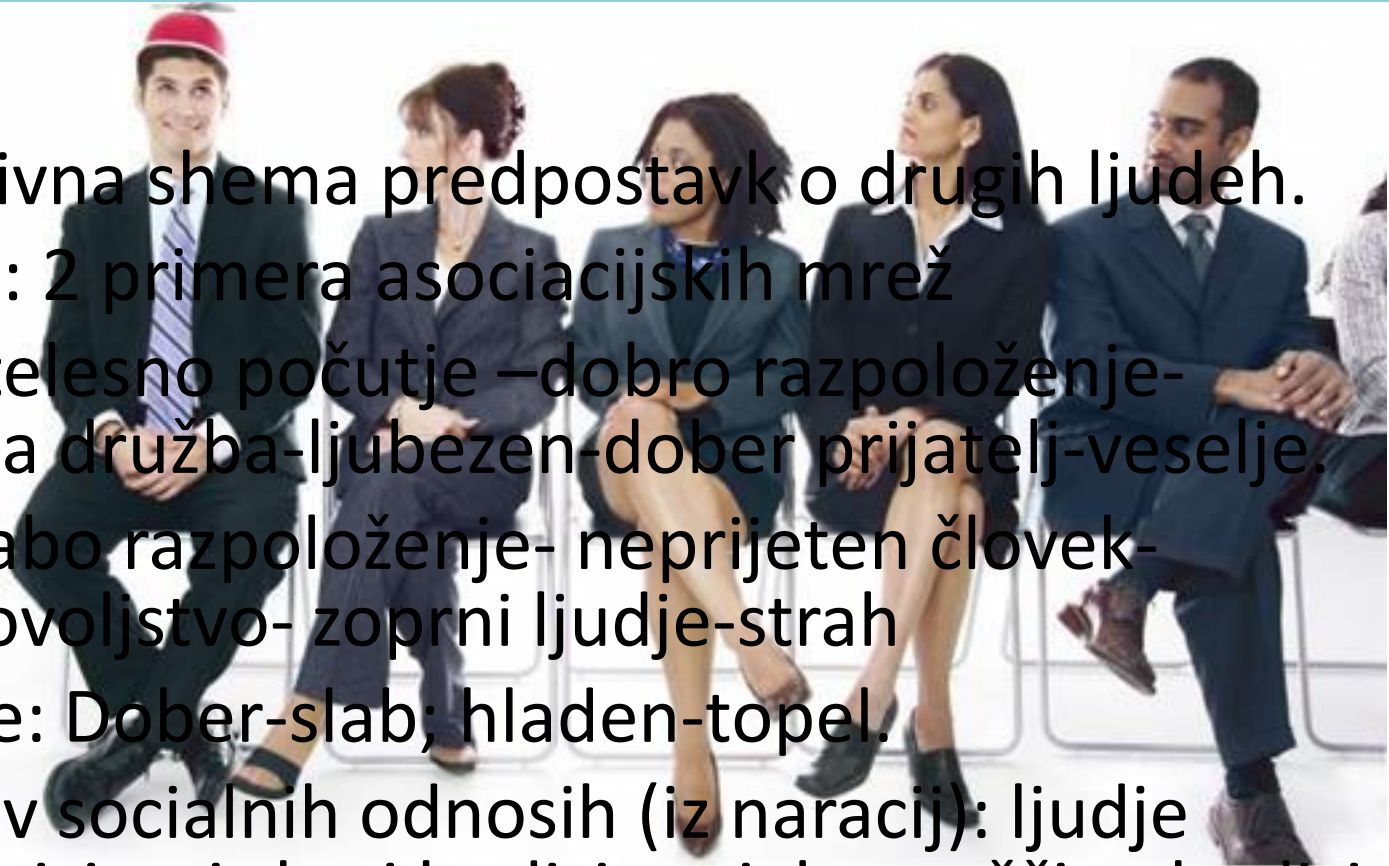 ivna shema predpostavk o drugih ljudeh.
: 2 primera asociacijskih mrež
telesno počutje –dobro razpoloženje-
a družba-ljubezen-dober prijatelj-veselje.
abo razpoloženje- neprijeten človek-
ovoljstvo- zoprni ljudje-strah
e: Dober-slab; hladen-topel.
v socialnih odnosih (iz naracij): ljudje